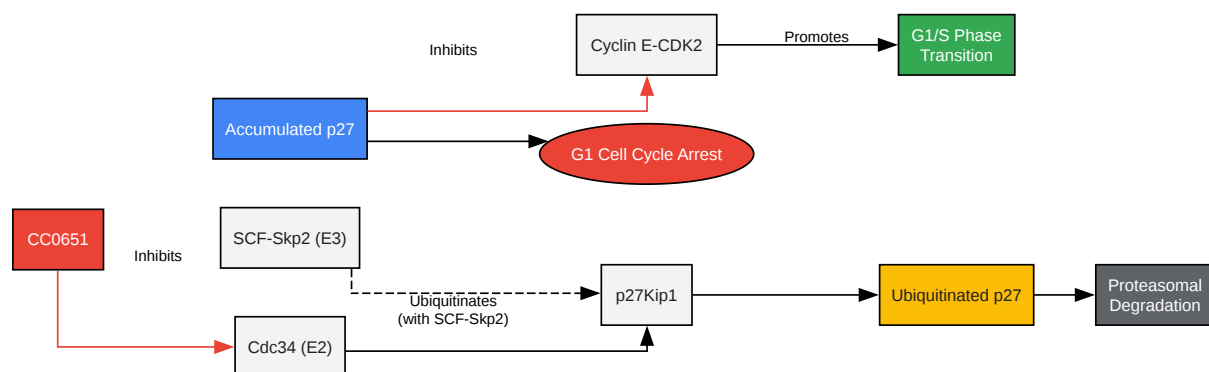 Inhibits
Cyclin E-CDK2
Promotes
G1/S Phase
Transition
Accumulated p27
G1 Cell Cycle Arrest
CC0651
Inhibits
SCF-Skp2 (E3)
Ubiquitinates
(with SCF-Skp2)
Cdc34 (E2)
p27Kip1
Ubiquitinated p27
Proteasomal
Degradation